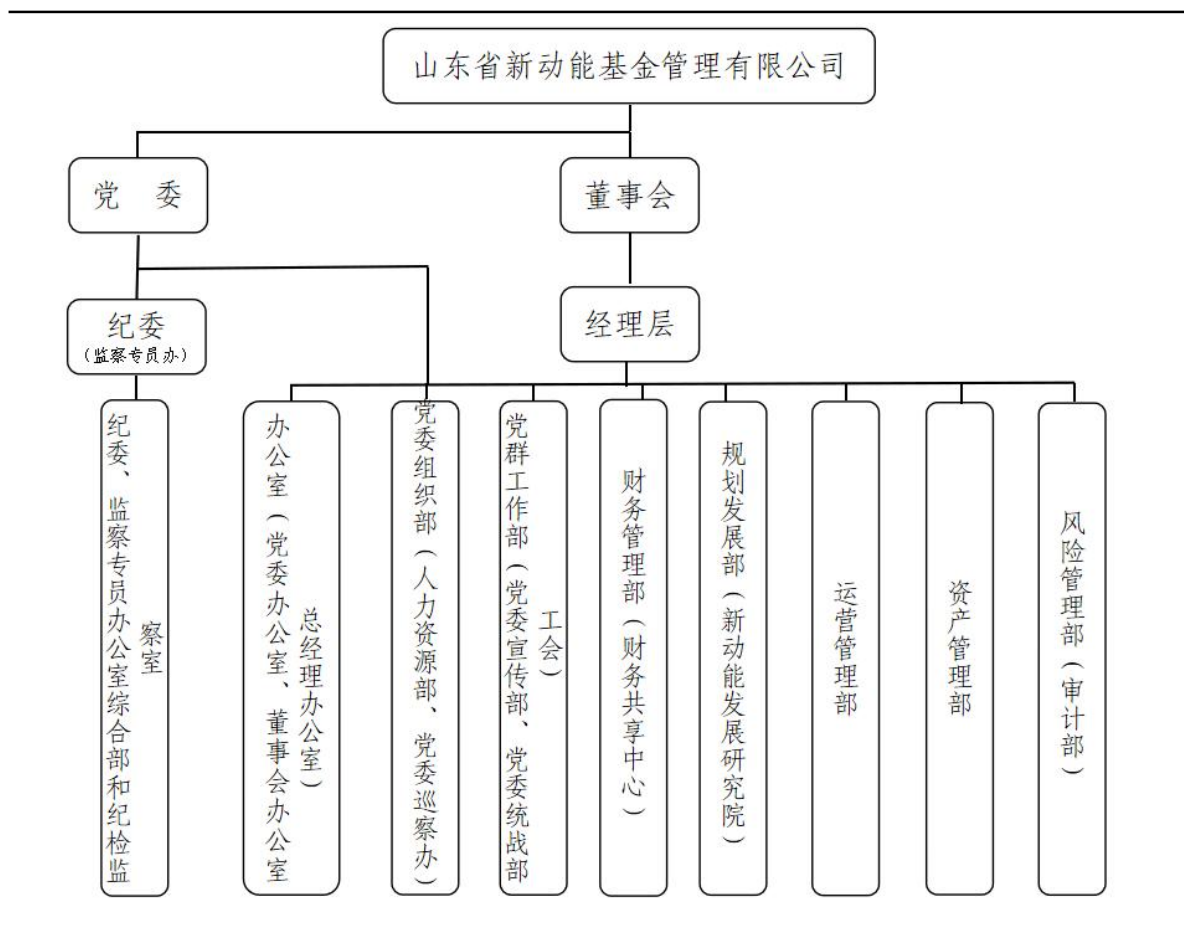 山东省新动能基金管理有限公司
党 委
董事会
纪委
（监察专员办）
经理层
纪委、监察专员办公室综合部和纪检监
察室
办公室（党委办公室、董事会办公室
总经理办公室）
党委组织部（人力资源部、党委巡察办）
党群工作部（党委宣传部、党委统战部
工会）
财务管理部（财务共享中心）
规划发展部（新动能发展研究院）
运营管理部
资产管理部
风险管理部（审计部）